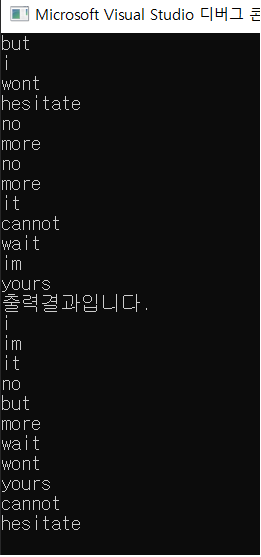 Microsoft Visual Studio 디버그 콘
but
i
wont
hesitate
no
more
no
more
it
cannot
wait
im
yours
출력결과입니다.
i
im
it
no
but
more
wait
wont
yours
cannot
hesitate